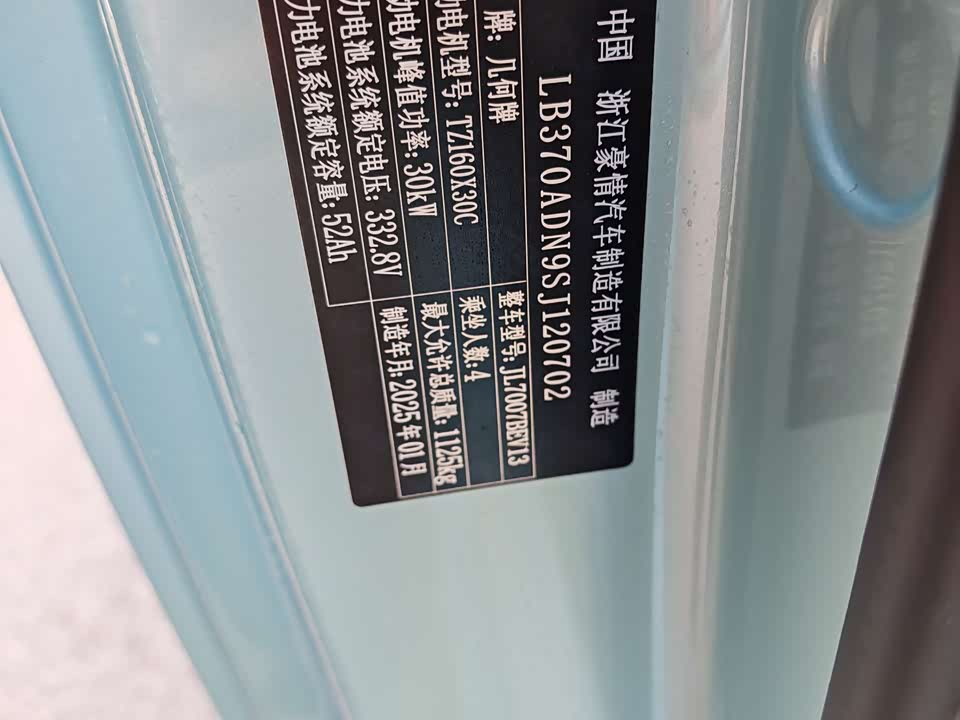 中国 浙江豪情汽车制造有限公司 制造
LB370ADN9SJ120702
牌:几何牌 整车型号:JL7007BEV13
动电机型号:TZ160X30C 乘坐人数:4
动电机峰值功率:30kW 最大允许总质量:1125kg
力电池系统额定电压:332.8V 制造年月:2025年01月
力电池系统额定容量:52Ah